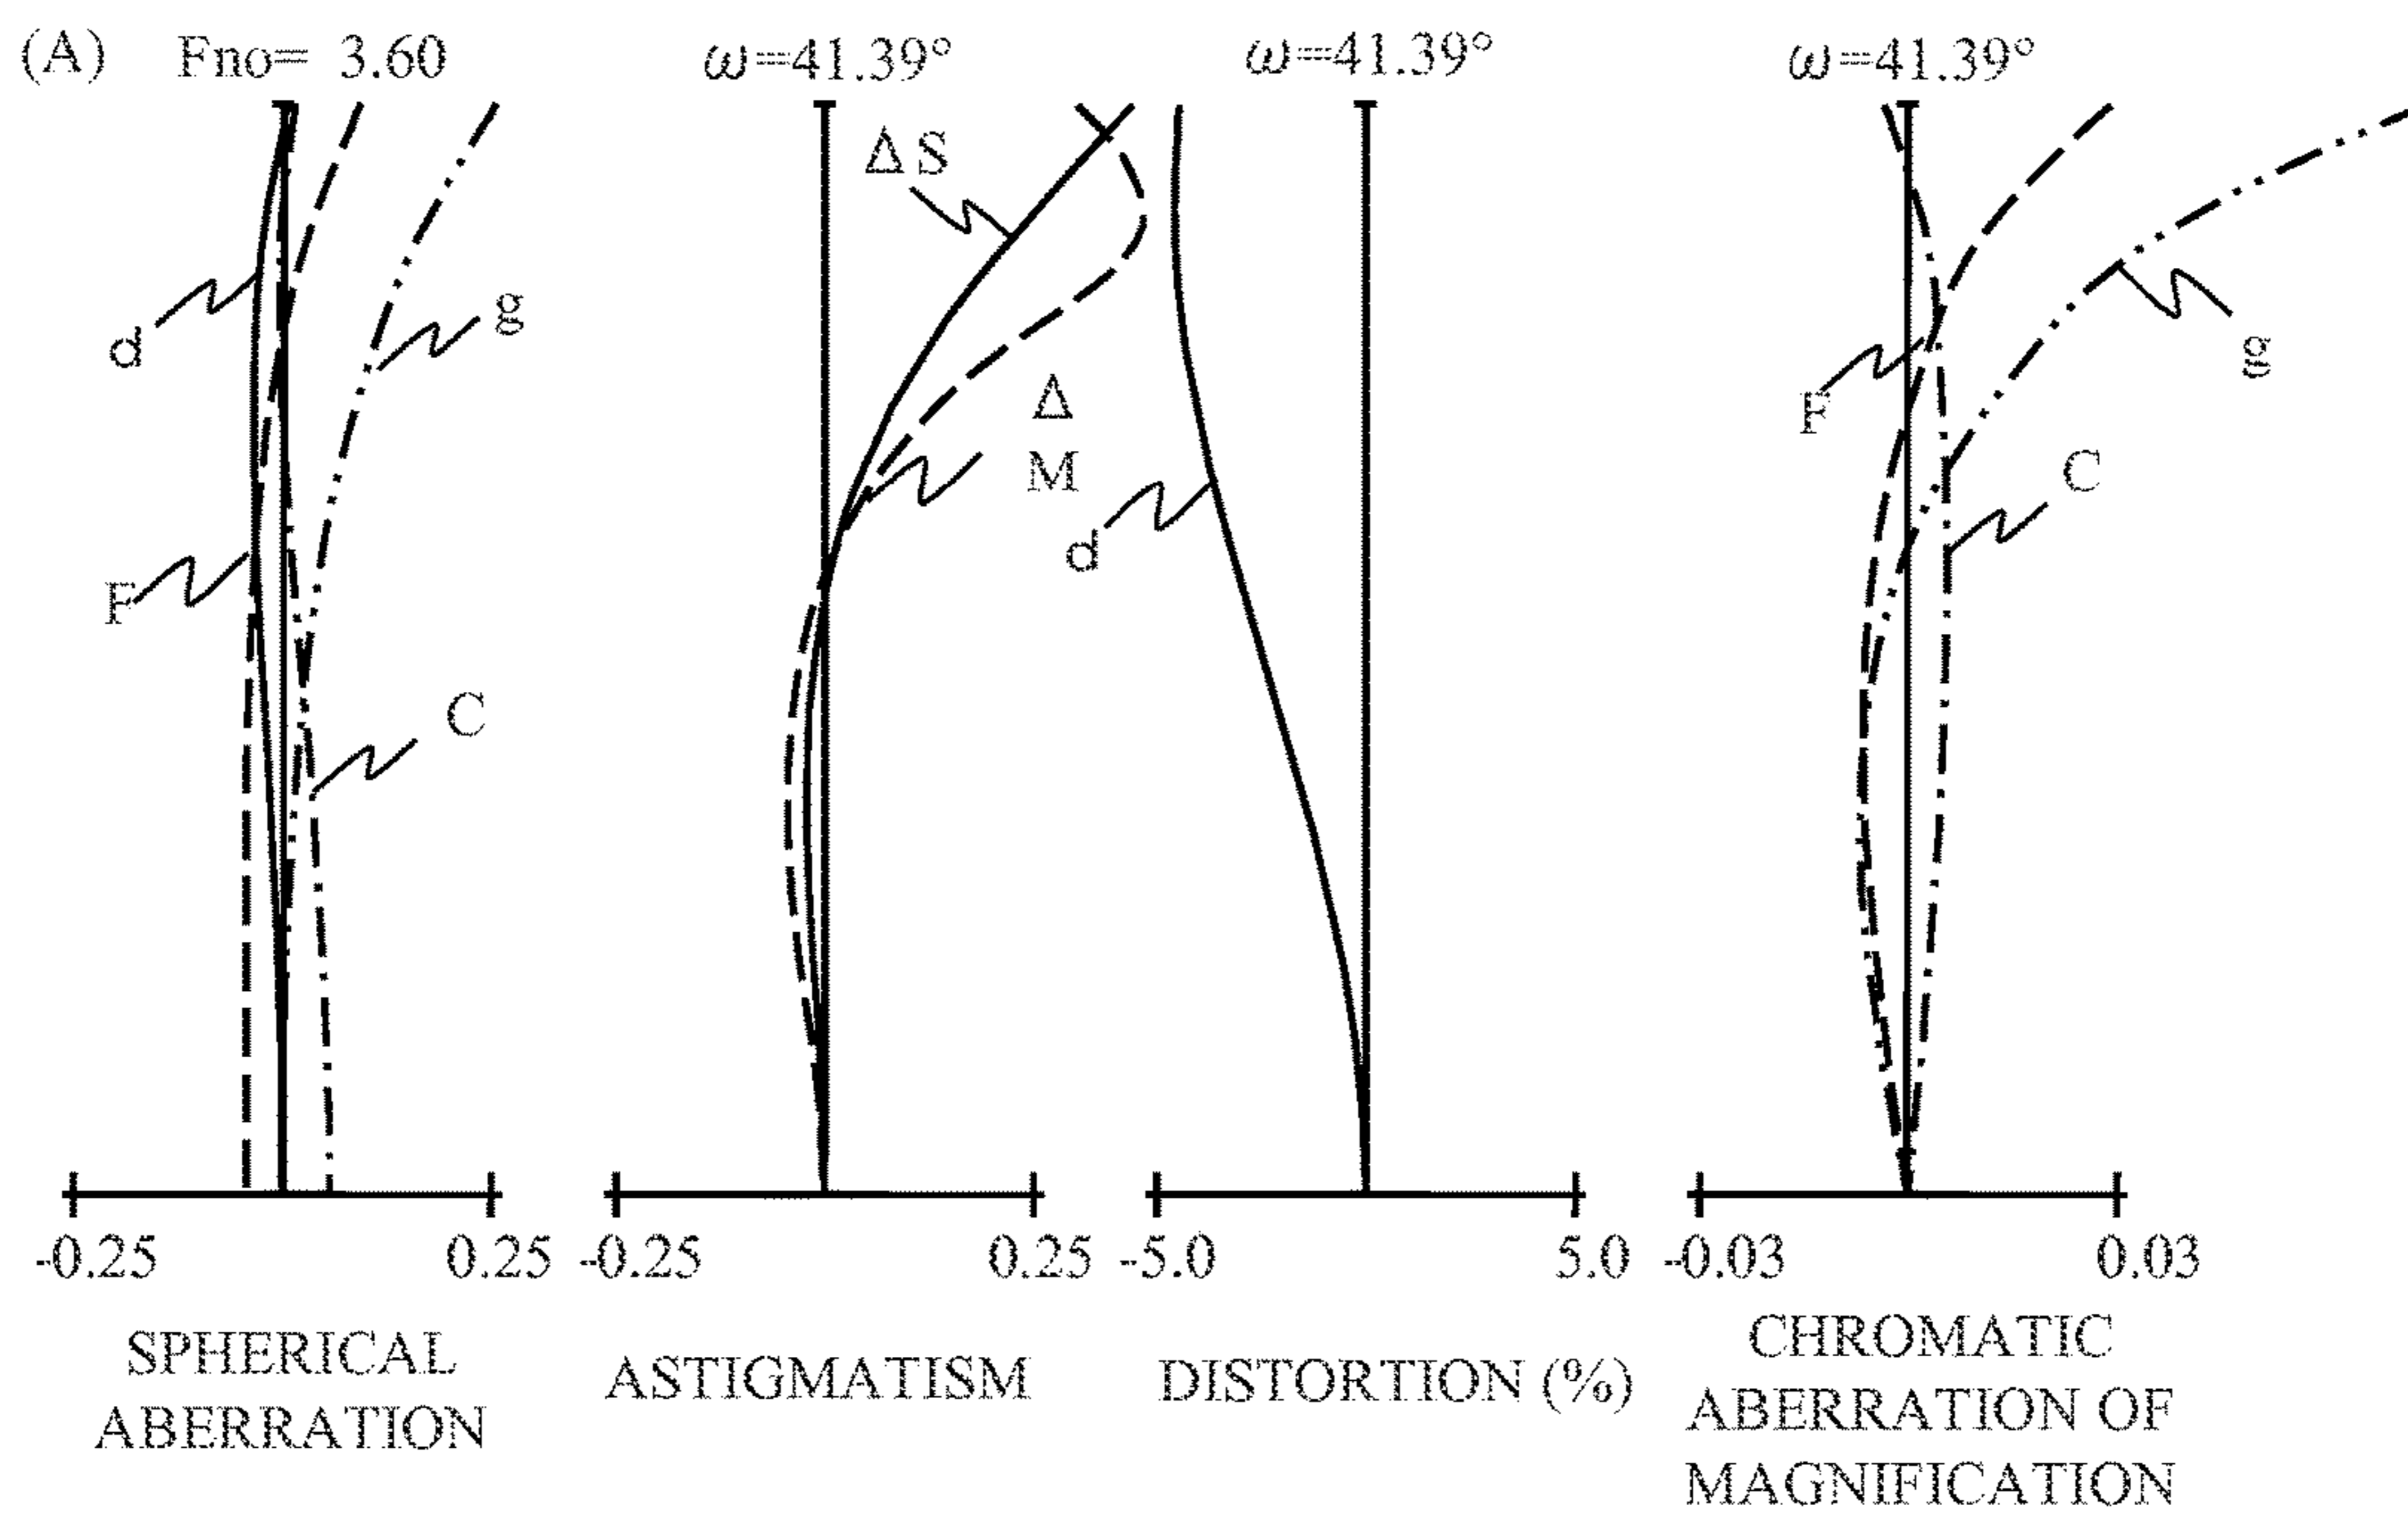 (A) Fno= 3.60 ω=41.39° ω=41.39° ω=41.39°
ΔS
d
g
F
C
Δ
M
d
F
g
C
-0.25 0.25 -0.25 0.25 -5.0 5.0 -0.03 0.03
SPHERICAL
ABERRATION
ASTIGMATISM
DISTORTION (%)
CHROMATIC
ABERRATION OF
MAGNIFICATION